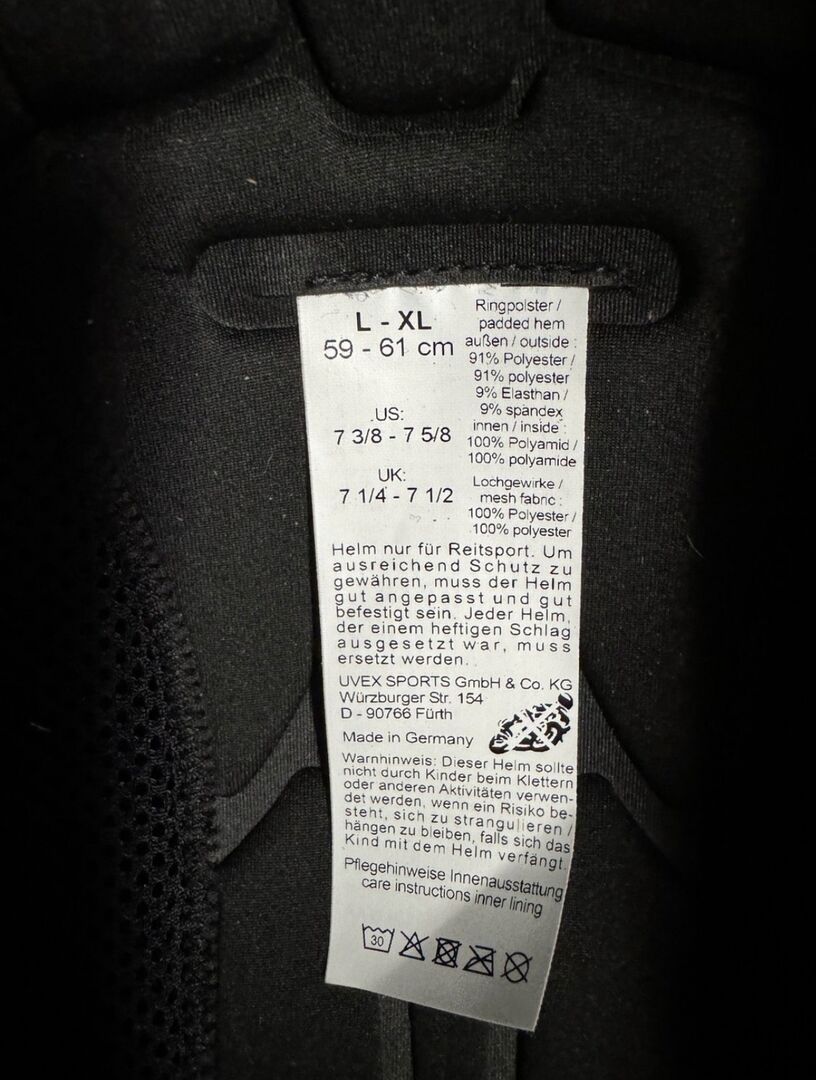 L - XL
59 - 61 cm
US:
7 3/8 - 7 5/8
UK:
7 1/4 - 7 1/2
Ringpolster /
padded hem
außen / outside :
91% Polyester /
91% polyester
9% Elasthan /
9% spandex
innen / inside :
100% Polyamid /
100% polyamide
Lochgewirke /
mesh fabric :
100% Polyester /
100% polyester
Helm nur für Reitsport. Um
ausreichend Schutz zu
gewähren, muss der Helm
gut angepasst und gut
befestigt sein. Jeder Helm,
der einem heftigen Schlag
ausgesetzt war, muss
ersetzt werden.
UVEX SPORTS GmbH & Co. KG
Würzburger Str. 154
D - 90766 Fürth
Made in Germany
Warnhinweis: Dieser Helm sollte
nicht durch Kinder beim Klettern
oder anderen Aktivitäten verwen-
det werden, wenn ein Risiko be-
steht, sich zu strangulieren /
hängen zu bleiben, falls sich das
Kind mit dem Helm verfängt.
Pflegehinweise Innenausstattung
care instructions inner lining
30